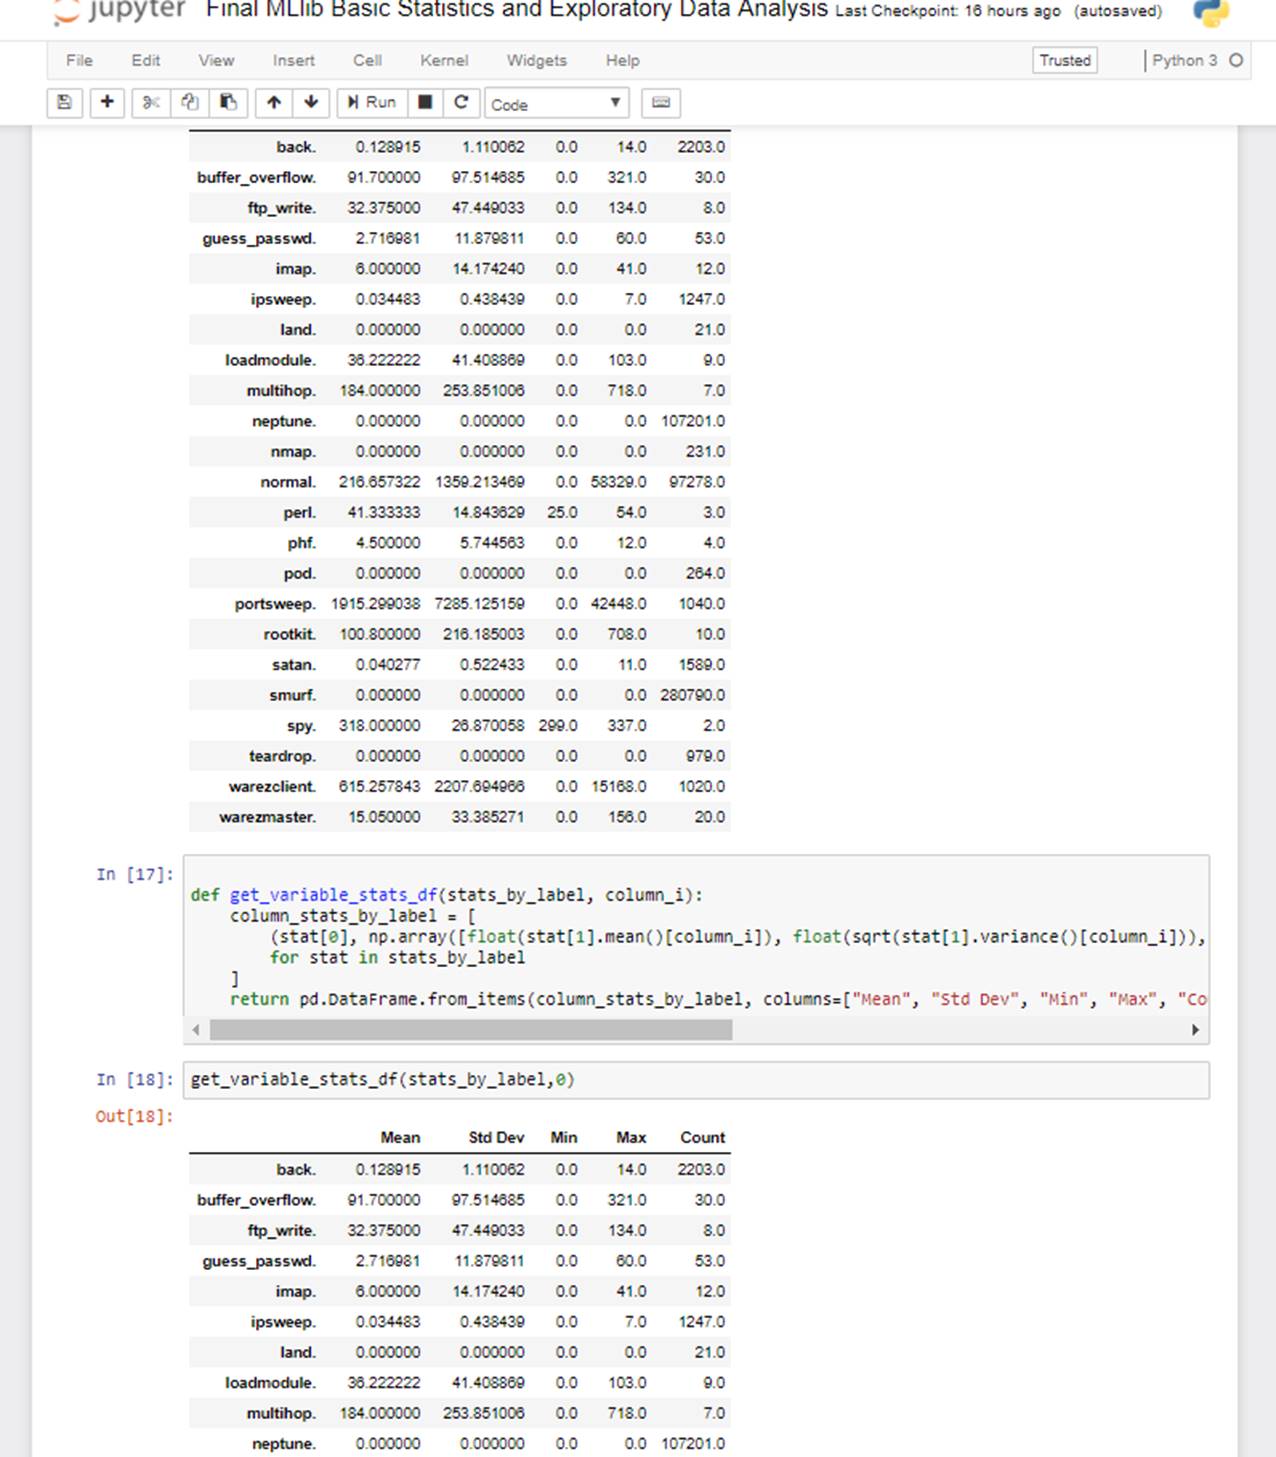 jupyter Final MLlib Basic Statistics and Exploratory Data Analysis Last Checkpoint: 16 hours ago (autosaved)
File Edit View Insert Cell Kernel Widgets Help Trusted Python 3
Run Code
back. 0.128915 1.110062 0.0 14.0 2203.0
buffer_overflow. 91.700000 97.514685 0.0 321.0 30.0
ftp_write. 32.375000 47.449033 0.0 134.0 8.0
guess_passwd. 2.716981 11.879811 0.0 60.0 53.0
imap. 6.000000 14.174240 0.0 41.0 12.0
ipsweep. 0.034483 0.438439 0.0 7.0 1247.0
land. 0.000000 0.000000 0.0 0.0 21.0
loadmodule. 36.222222 41.408869 0.0 103.0 9.0
multihop. 184.000000 253.851006 0.0 718.0 7.0
neptune. 0.000000 0.000000 0.0 0.0 107201.0
nmap. 0.000000 0.000000 0.0 0.0 231.0
normal. 216.657322 1359.213469 0.0 58329.0 97278.0
perl. 41.333333 14.843629 25.0 54.0 3.0
phf. 4.500000 5.744563 0.0 12.0 4.0
pod. 0.000000 0.000000 0.0 0.0 264.0
portsweep. 1915.299038 7285.125159 0.0 42448.0 1040.0
rootkit. 100.800000 216.185003 0.0 708.0 10.0
satan. 0.040277 0.522433 0.0 11.0 1589.0
smurf. 0.000000 0.000000 0.0 0.0 280790.0
spy. 318.000000 26.870058 299.0 337.0 2.0
teardrop. 0.000000 0.000000 0.0 0.0 979.0
warezclient. 615.257843 2207.694966 0.0 15168.0 1020.0
warezmaster. 15.050000 33.385271 0.0 156.0 20.0
In [17]:
def get_variable_stats_df(stats_by_label, column_i):
column_stats_by_label = [
(stat[0], np.array([float(stat[1].mean()[column_i]), float(sqrt(stat[1].variance()[column_i])),
for stat in stats_by_label
]
return pd.DataFrame.from_items(column_stats_by_label, columns=["Mean", "Std Dev", "Min", "Max", "Co
In [18]: get_variable_stats_df(stats_by_label,0)
Out[18]:
Mean Std Dev Min Max Count
back. 0.128915 1.110062 0.0 14.0 2203.0
buffer_overflow. 91.700000 97.514685 0.0 321.0 30.0
ftp_write. 32.375000 47.449033 0.0 134.0 8.0
guess_passwd. 2.716981 11.879811 0.0 60.0 53.0
imap. 6.000000 14.174240 0.0 41.0 12.0
ipsweep. 0.034483 0.438439 0.0 7.0 1247.0
land. 0.000000 0.000000 0.0 0.0 21.0
loadmodule. 36.222222 41.408869 0.0 103.0 9.0
multihop. 184.000000 253.851006 0.0 718.0 7.0
neptune. 0.000000 0.000000 0.0 0.0 107201.0